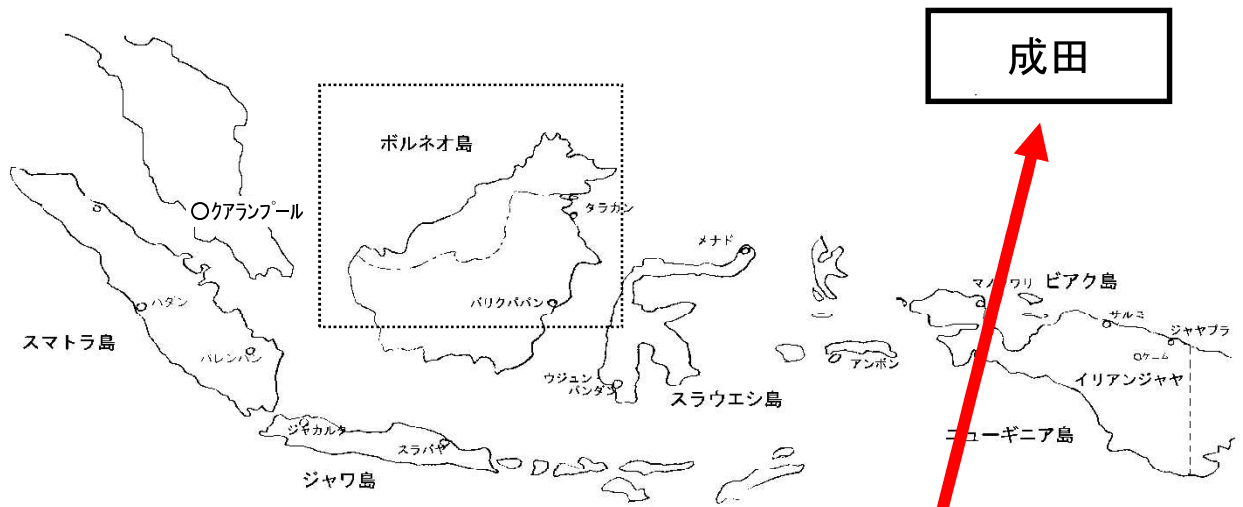 成田
ボルネオ島
○クアランプール
タラカン
メナド
マノクワリ
ビアク島
ハダン
バリクパパン
サルミ
ジャヤプラ
スマトラ島
パレンバン
ゲーム
アンボン
ウジュン
パンダン
スラウエシ島
イリアンジャヤ
ジャカルタ
スラバヤ
ニューギニア島
ジャワ島